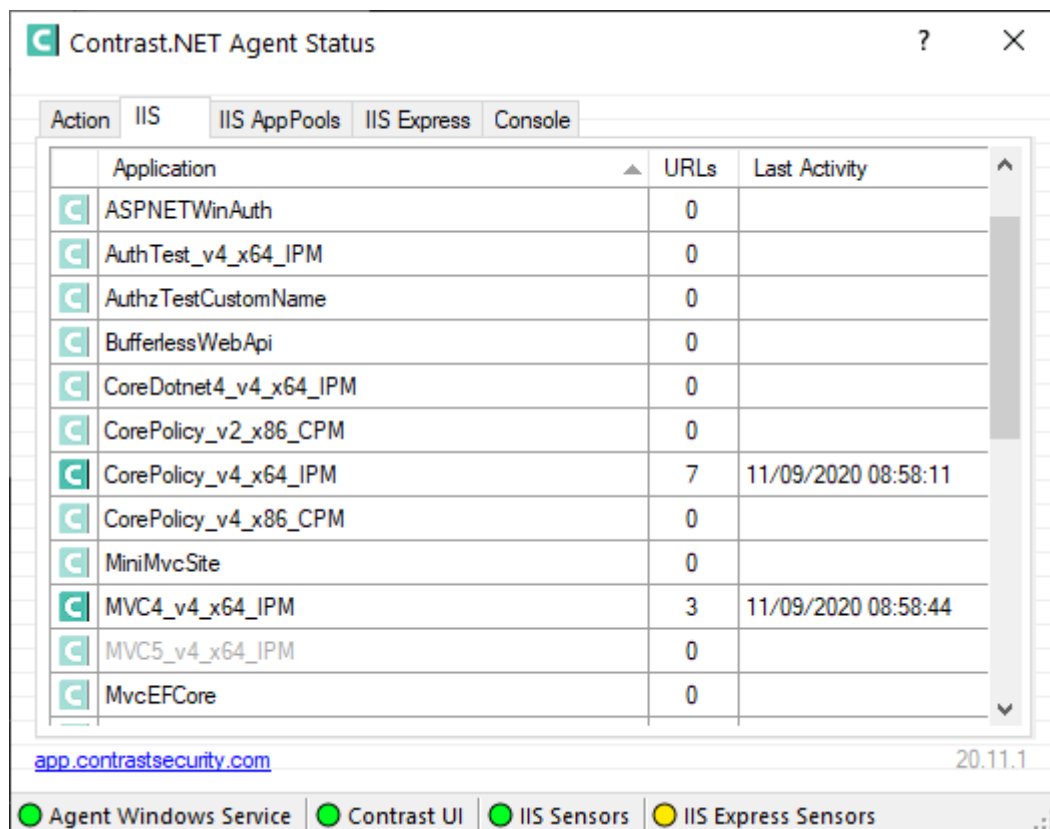 Contrast.NET Agent Status ?
Action IIS IIS AppPools IIS Express Console
Application URLs Last Activity
ASPNETWinAuth 0
AuthTest_v4_x64_IPM 0
AuthzTestCustomName 0
BufferlessWebApi 0
CoreDotnet4_v4_x64_IPM 0
CorePolicy_v2_x86_CPM 0
CorePolicy_v4_x64_IPM 7 11/09/2020 08:58:11
CorePolicy_v4_x86_CPM 0
MiniMvcSite 0
MVC4_v4_x64_IPM 3 11/09/2020 08:58:44
MVC5_v4_x64_IPM 0
MvcEFCore 0
app.contrastsecurity.com 20.11.1
Agent Windows Service Contrast UI IIS Sensors IIS Express Sensors